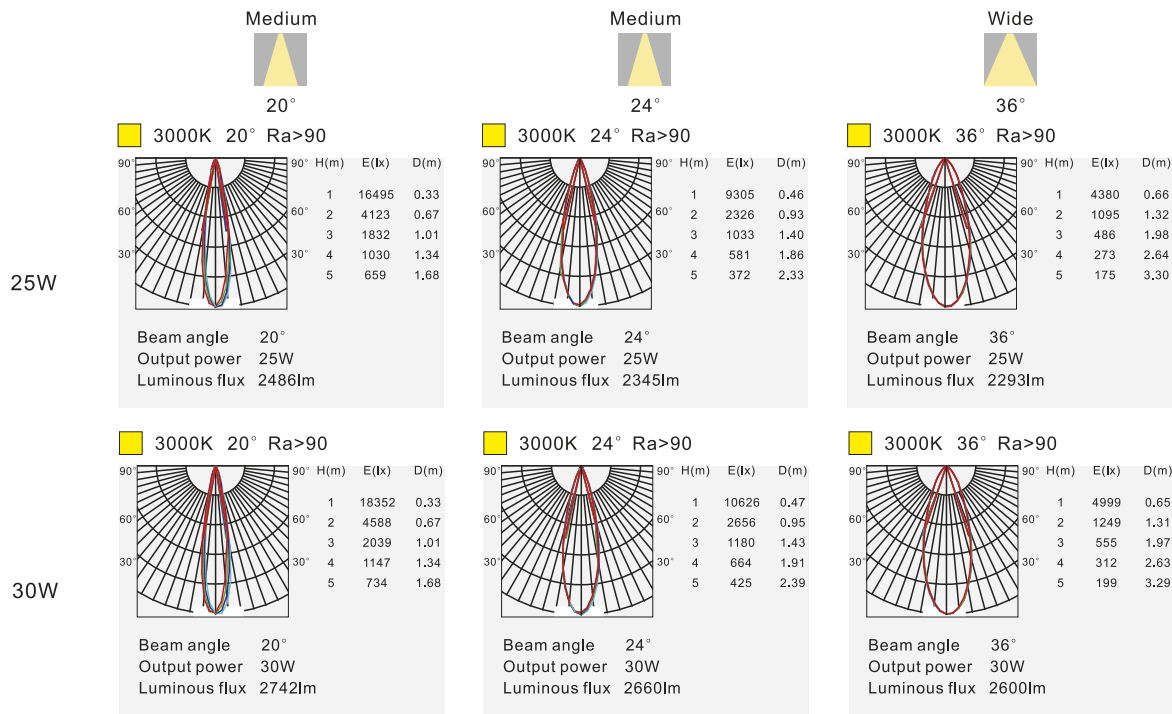 Medium
20°
Medium
24°
Wide
36°
25W
3000K 20° Ra>90
90° 90° H(m) E(lx) D(m)
1 16495 0.33
60° 60° 2 4123 0.67
3 1832 1.01
30° 30° 4 1030 1.34
5 659 1.68
Beam angle 20°
Output power 25W
Luminous flux 2486lm
3000K 24° Ra>90
90° 90° H(m) E(lx) D(m)
1 9305 0.46
60° 60° 2 2326 0.93
3 1033 1.40
30° 30° 4 581 1.86
5 372 2.33
Beam angle 24°
Output power 25W
Luminous flux 2345lm
3000K 36° Ra>90
90° 90° H(m) E(lx) D(m)
1 4380 0.66
60° 60° 2 1095 1.32
3 486 1.98
30° 30° 4 273 2.64
5 175 3.30
Beam angle 36°
Output power 25W
Luminous flux 2293lm
30W
3000K 20° Ra>90
90° 90° H(m) E(lx) D(m)
1 18352 0.33
60° 60° 2 4588 0.67
3 2039 1.01
30° 30° 4 1147 1.34
5 734 1.68
Beam angle 20°
Output power 30W
Luminous flux 2742lm
3000K 24° Ra>90
90° 90° H(m) E(lx) D(m)
1 10626 0.47
60° 60° 2 2656 0.95
3 1180 1.43
30° 30° 4 664 1.91
5 425 2.39
Beam angle 24°
Output power 30W
Luminous flux 2660lm
3000K 36° Ra>90
90° 90° H(m) E(lx) D(m)
1 4999 0.65
60° 60° 2 1249 1.31
3 555 1.97
30° 30° 4 312 2.63
5 199 3.29
Beam angle 36°
Output power 30W
Luminous flux 2600lm